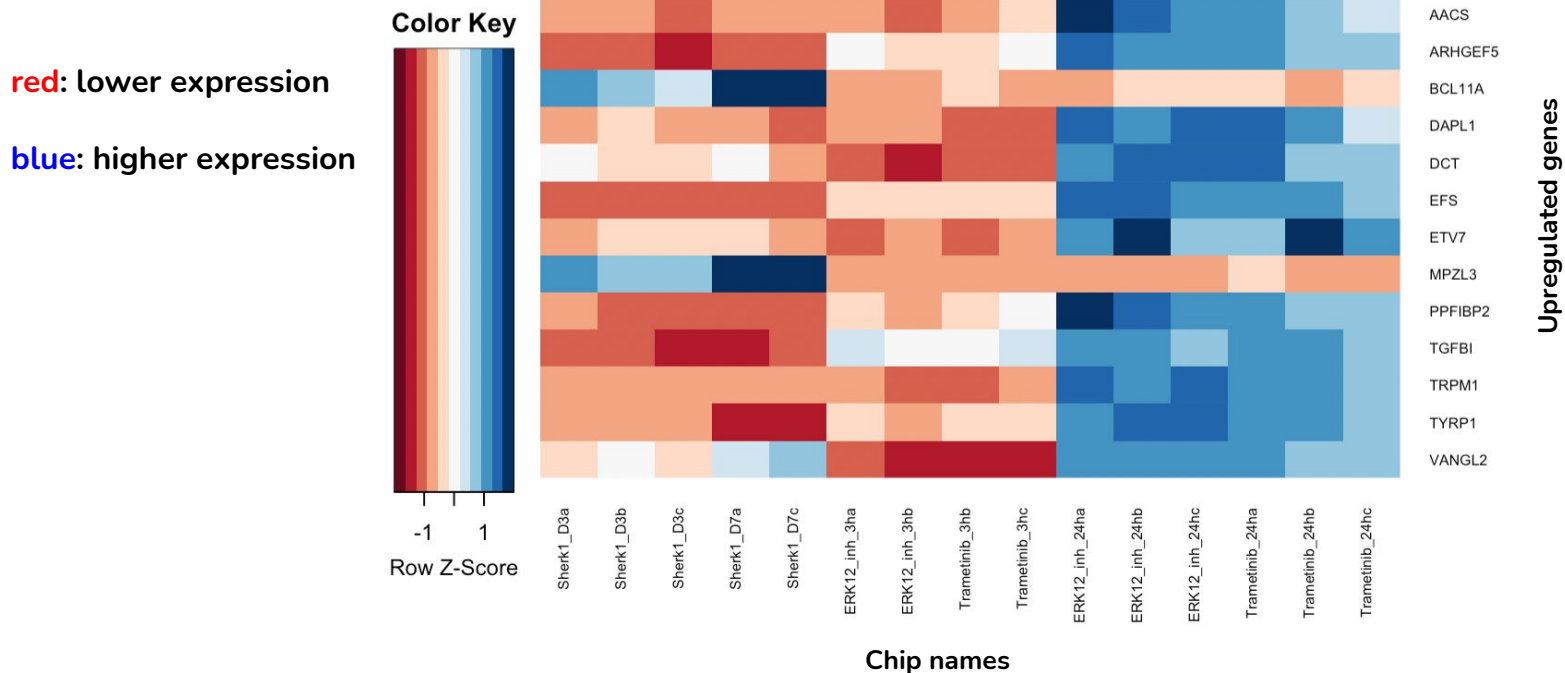 Color Key
red: lower expression
blue: higher expression
-1 1
Row Z-Score
AACS
ARHGEF5
BCL11A
DAPL1
DCT
EFS
ETV7
MPZL3
PPFIBP2
TGFBI
TRPM1
TYRP1
VANGL2
Upregulated genes
Sherk1_D3a
Sherk1_D3b
Sherk1_D3c
Sherk1_D7a
Sherk1_D7c
ERK12_inh_3ha
ERK12_inh_3hb
Trametinib_3hb
Trametinib_3hc
ERK12_inh_24ha
ERK12_inh_24hb
ERK12_inh_24hc
Trametinib_24ha
Trametinib_24hb
Trametinib_24hc
Chip names